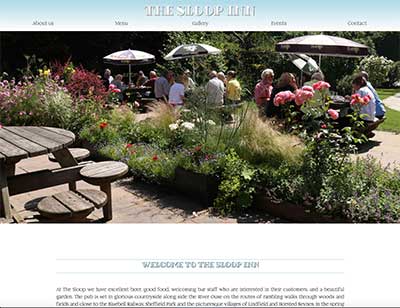 THE SLOOP INN
About us Menu Gallery Events Contact
WELCOME TO THE SLOOP INN
At The Sloop we have excellent beer, good food, welcoming bar staff who are interested in their customers, and a beautiful
garden. The pub is set in glorious countryside along side the River Ouse on the routes of rambling walks through woods and
fields and close to the Bluebell Railway, Sheffield Park and the picturesque villages of Lindfield and Horsted Keynes. In the spring